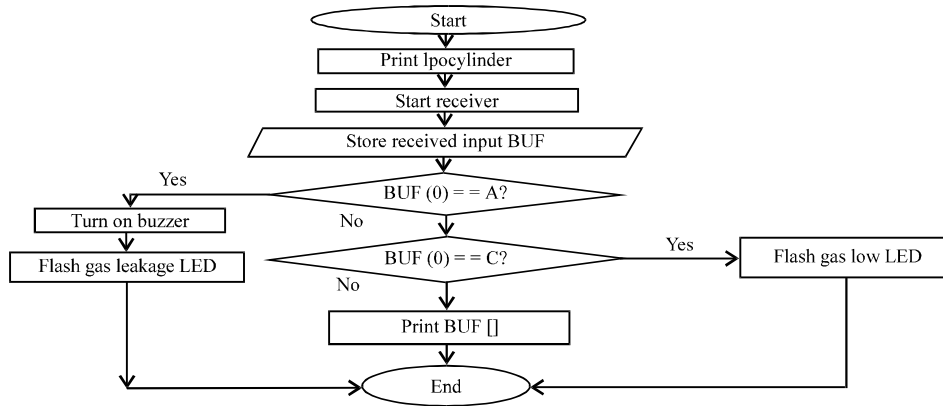 Start
Print lpocylinder
Start receiver
Store received input BUF
BUF (0) = = A?
Yes
No
Turn on buzzer
Flash gas leakage LED
BUF (0) == C?
Yes
No
Flash gas low LED
Print BUF []
End